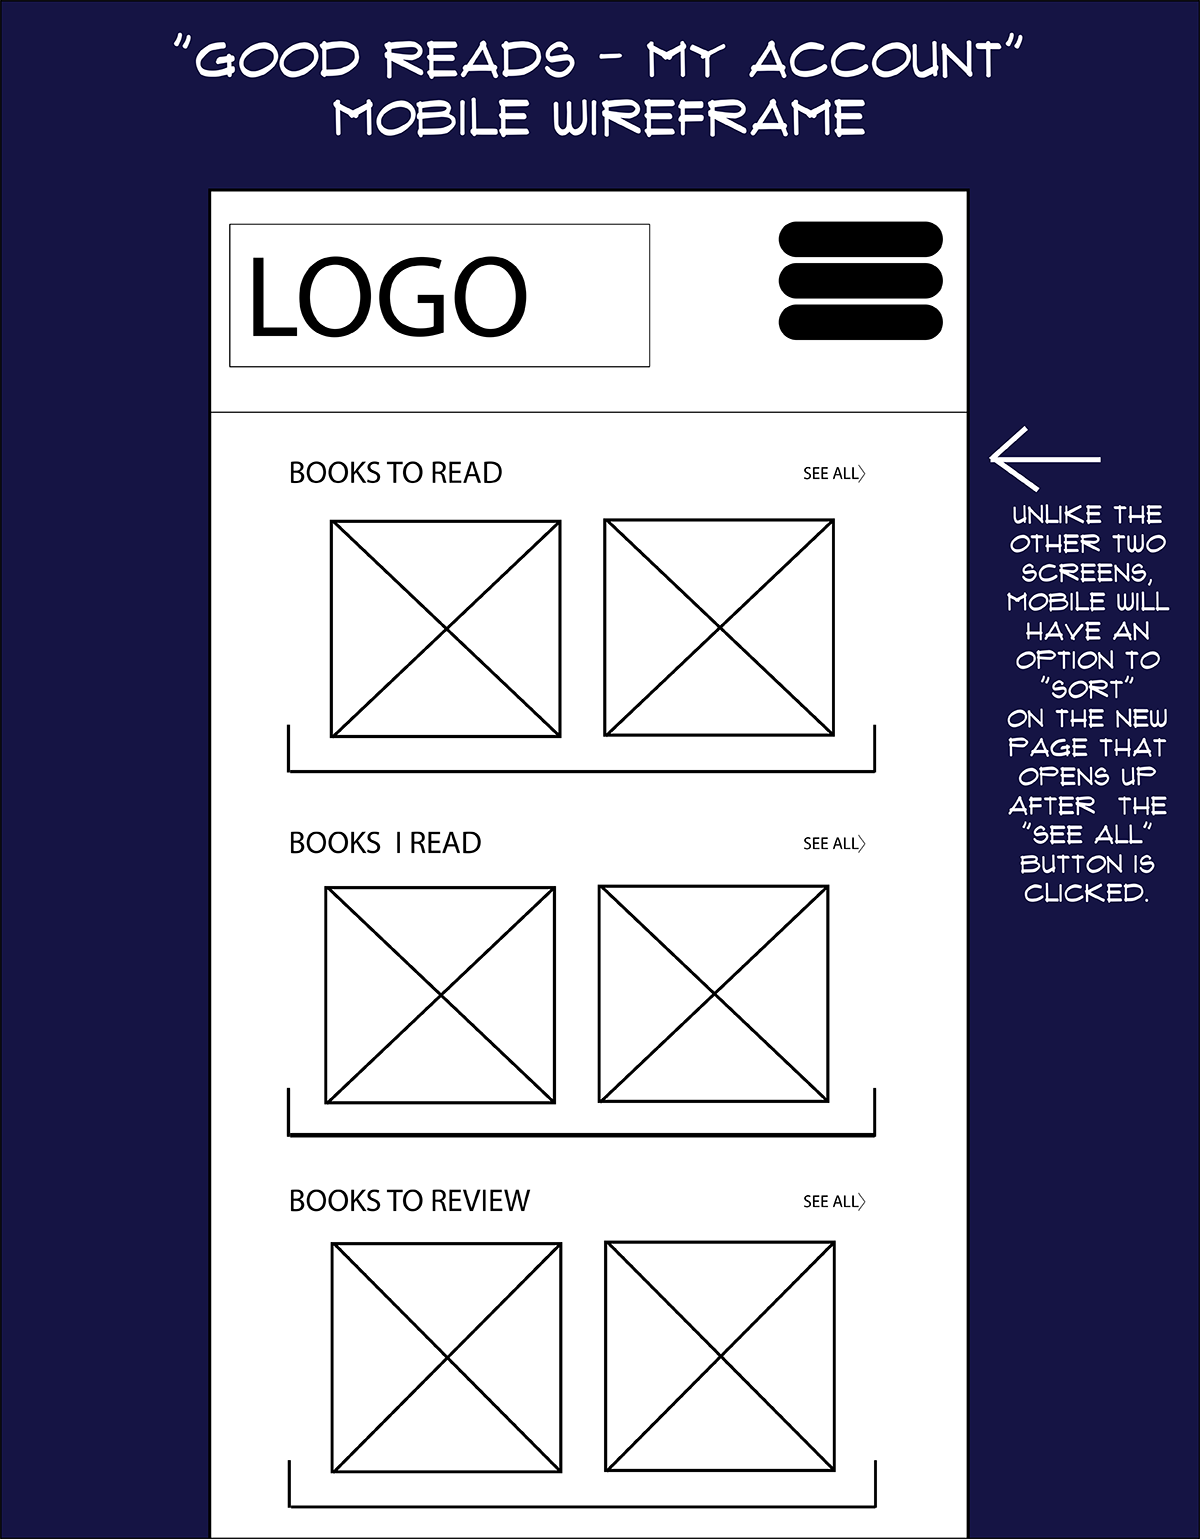 "GOOD READS - MY ACCOUNT"
MOBILE WIREFRAME
LOGO
BOOKS TO READ
SEE ALL
UNLIKE THE
OTHER TWO
SCREENS,
MOBILE WILL
HAVE AN
OPTION TO
"SORT"
ON THE NEW
PAGE THAT
OPENS UP
AFTER THE
"SEE ALL"
BUTTON IS
CLICKED.
BOOKS I READ
SEE ALL
BOOKS TO REVIEW
SEE ALL